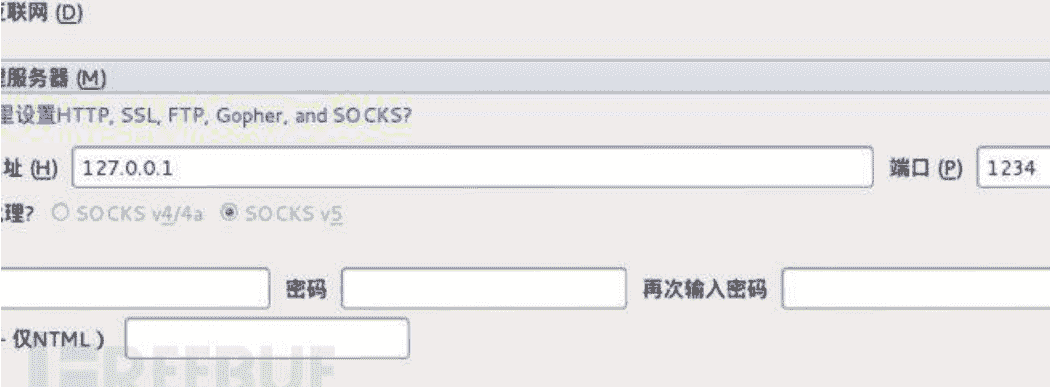 联网 (D)
服务器 (M)
设置HTTP, SSL, FTP, Gopher, and SOCKS?
址 (H) 127.0.0.1 端口 (P) 1234
理? SOCKS v4/4a SOCKS v5
密码 再次输入密码
- 仅NTML )
FREEBUF